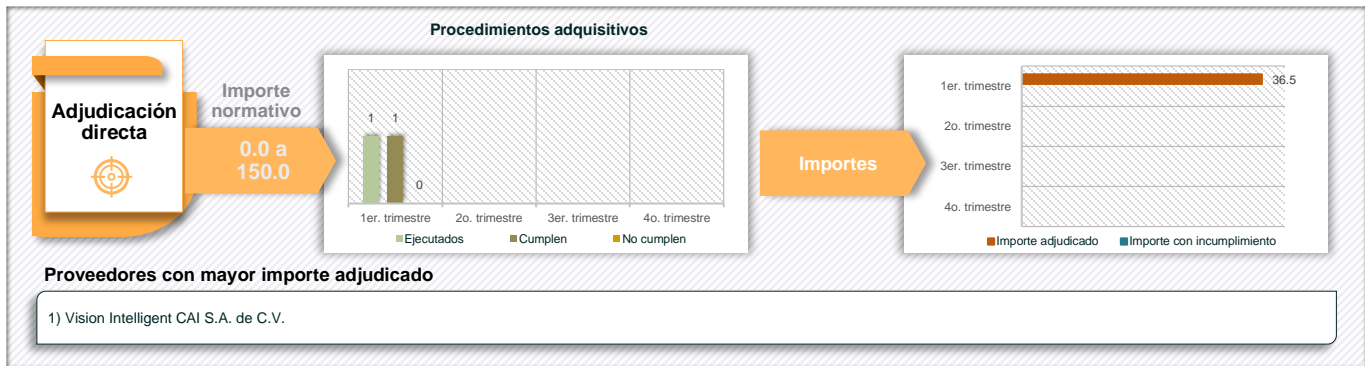 Procedimientos adquisitivos
Adjudicación
directa
Importe
normativo
0.0 a
150.0
1
1
0
1er. trimestre
2o. trimestre
3er. trimestre
4o. trimestre
Ejecutados
Cumplen
No cumplen
Importes
1er. trimestre
36.5
2o. trimestre
3er. trimestre
4o. trimestre
Importe adjudicado
Importe con incumplimiento
Proveedores con mayor importe adjudicado
1) Vision Intelligent CAI S.A. de C.V.